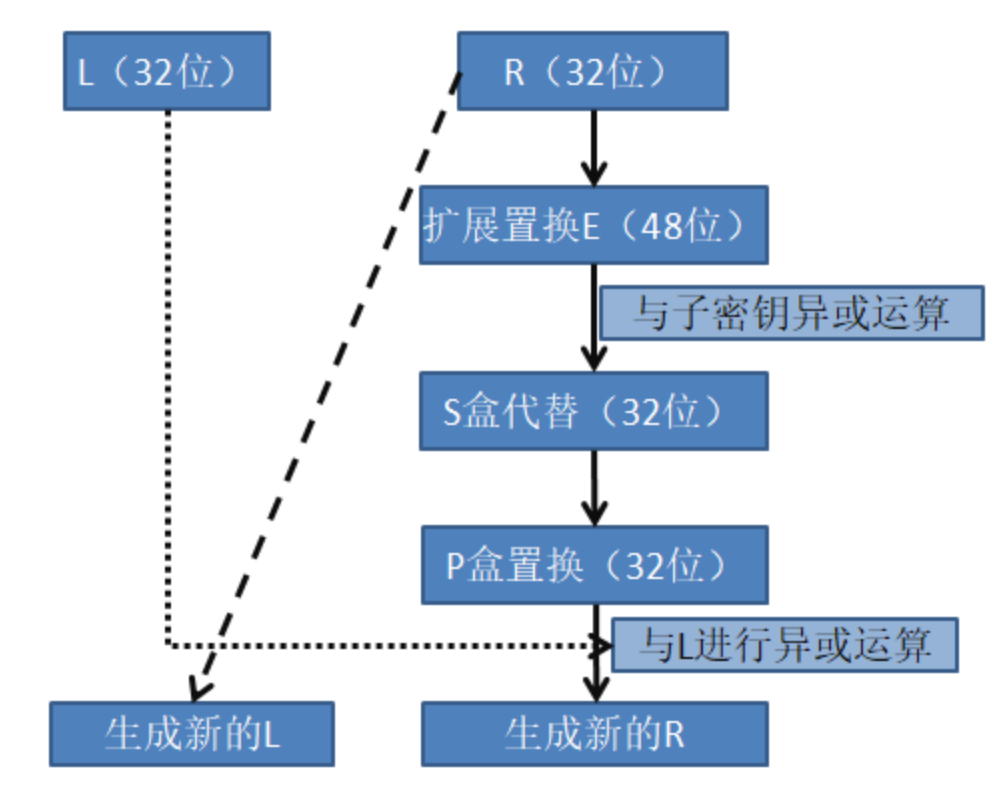 L（32位）
R（32位）
扩展置换E（48位）
与子密钥异或运算
S盒代替（32位）
P盒置换（32位）
与L进行异或运算
生成新的L
生成新的R